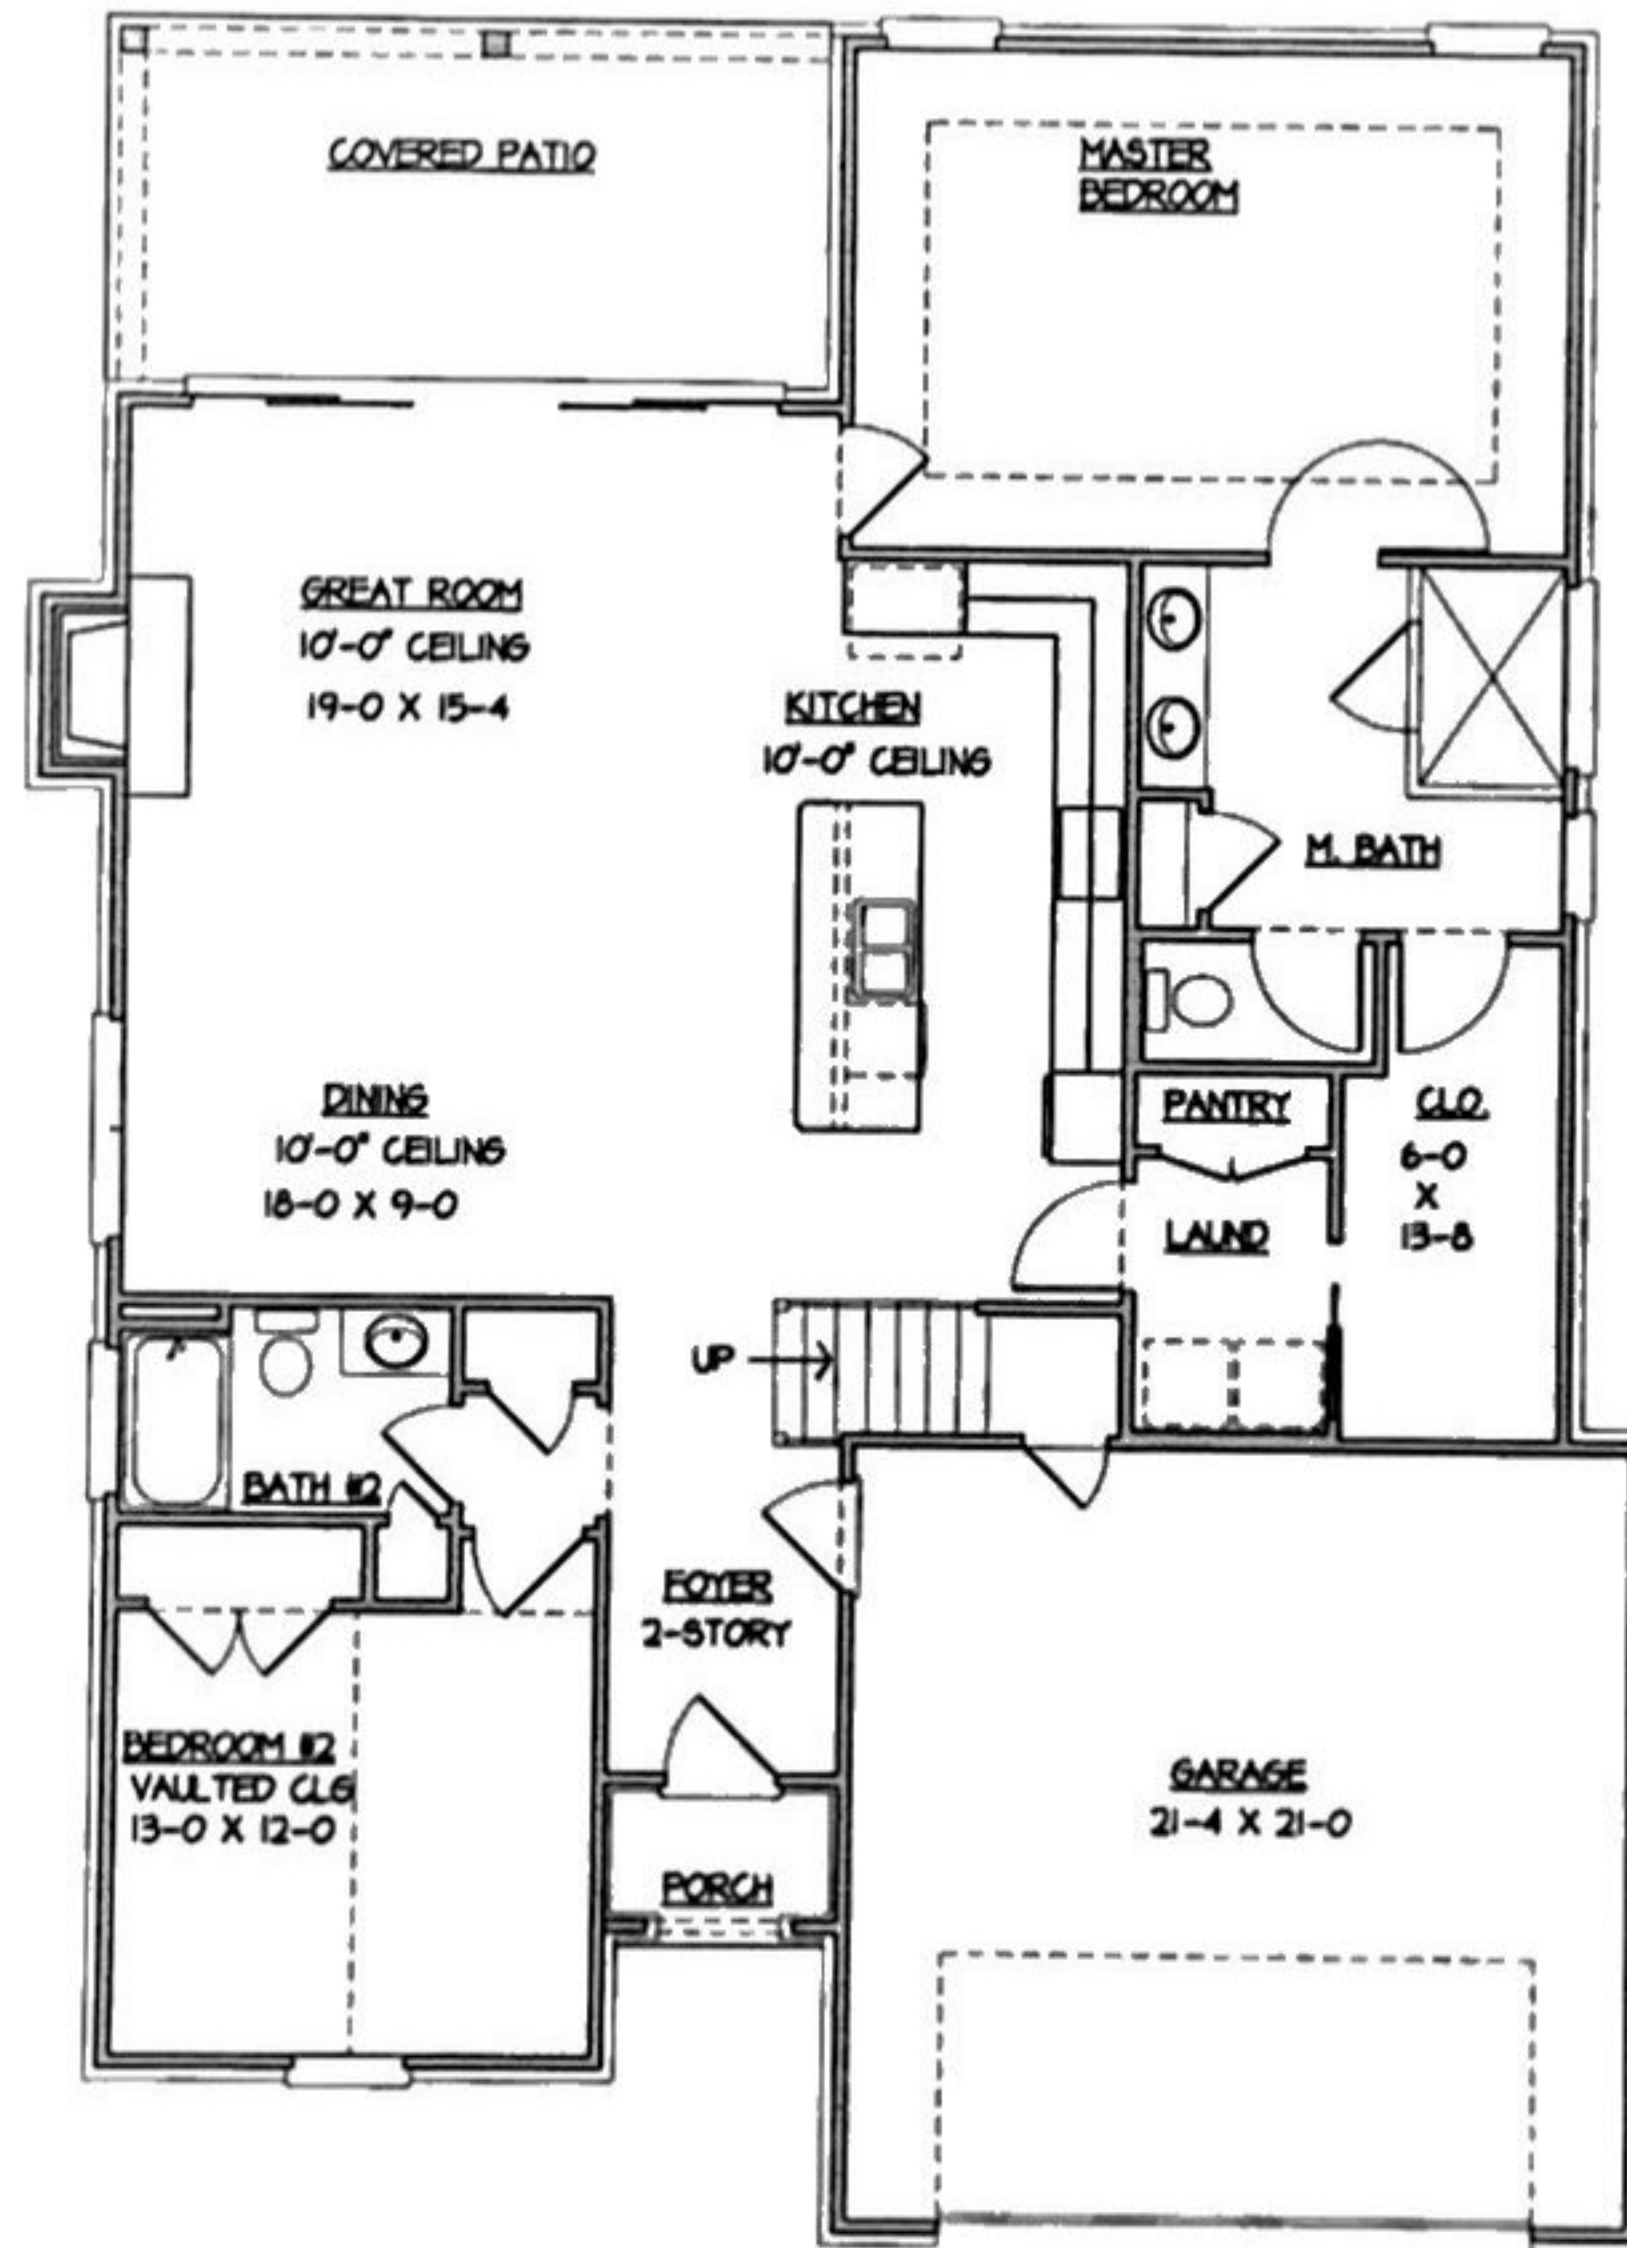 COVERED PATIO
MASTER
BEDROOM
GREAT ROOM
10'-0" CEILING
19-0 X 15-4
KITCHEN
10'-0" CEILING
M. BATH
DINING
10'-0" CEILING
18-0 X 9-0
PANTRY
CLO.
6-0
X
13-8
LAUND
UP
BATH #2
FOYER
2-STORY
BEDROOM #2
VAULTED CLG
13-0 X 12-0
GARAGE
21-4 X 21-0
PORCH